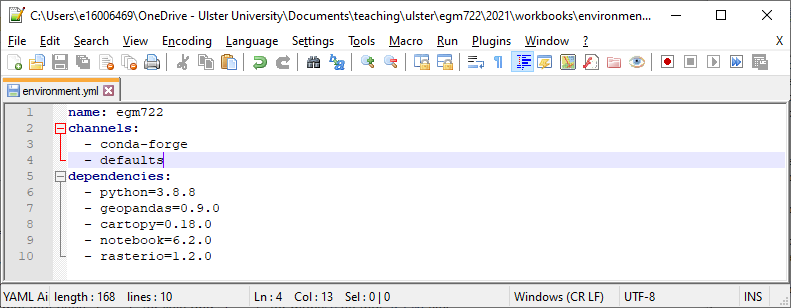 C:\Users\e16006469\OneDrive - Ulster University\Documents\teaching\ulster\egm722\2021\workbooks\environmen...
File Edit Search View Encoding Language Settings Tools Macro Run Plugins Window ? X
environment.yml
1 name: egm722
2 channels:
3 - conda-forge
4 - defaults
5 dependencies:
6 - python=3.8.8
7 - geopandas=0.9.0
8 - cartopy=0.18.0
9 - notebook=6.2.0
10 - rasterio=1.2.0
YAML Ai length : 168 lines : 10 Ln : 4 Col : 13 Sel : 0 | 0 Windows (CR LF) UTF-8 INS